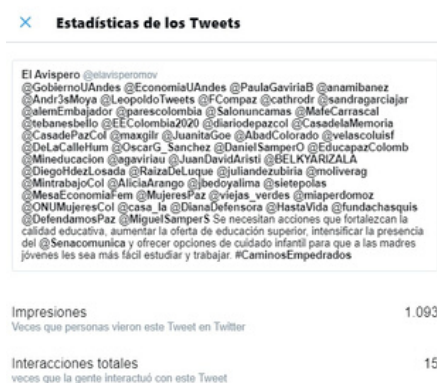 × Estadísticas de los Tweets
El Avispero @elavisperomov
@GobiernoUAndes @EconomiaUAndes @PaulaGaviriaB @anamibanez
@Andr3sMoya @LeopoldoTweets @FCompaz @cathrodr @sandragarciajar
@alemEmbajador @parescolombia @Salonuncamas @MafeCarrascal
@tebanesbello @EEColombia2020 @diariodepazcol @CasadelaMemoria
@CasadePazCol @maxgilr @JuanitaGoe @AbadColorado @velascoluisf
@DeLaCalleHum @OscarG_Sanchez @DanielSamperO @EducapazColomb
@Mineducacion @agaviriau @JuanDavidAristi @BELKYARIZALA
@DiegoHdezLosada @RaizaDeLuque @juliandezubiria @moliverag
@MintrabajoCol @AliciaArango @jbedoyalima @sietepolas
@MesaEconomiaFem @MujeresPaz @viejas_verdes @miaperdomoz
@ONUMujeresCol @casa_la @DianaDefensora @HastaVida @fundachasquis
@DefendamosPaz @MiguelSamperS Se necesitan acciones que fortalezcan la
calidad educativa, aumentar la oferta de educación superior, intensificar la presencia
del @Senacomunica y ofrecer opciones de cuidado infantil para que a las madres
jóvenes les sea más fácil estudiar y trabajar. #CaminosEmpedrados
Impresiones 1.093
Veces que personas vieron este Tweet en Twitter
Interacciones totales 15
veces que la gente interactuó con este Tweet